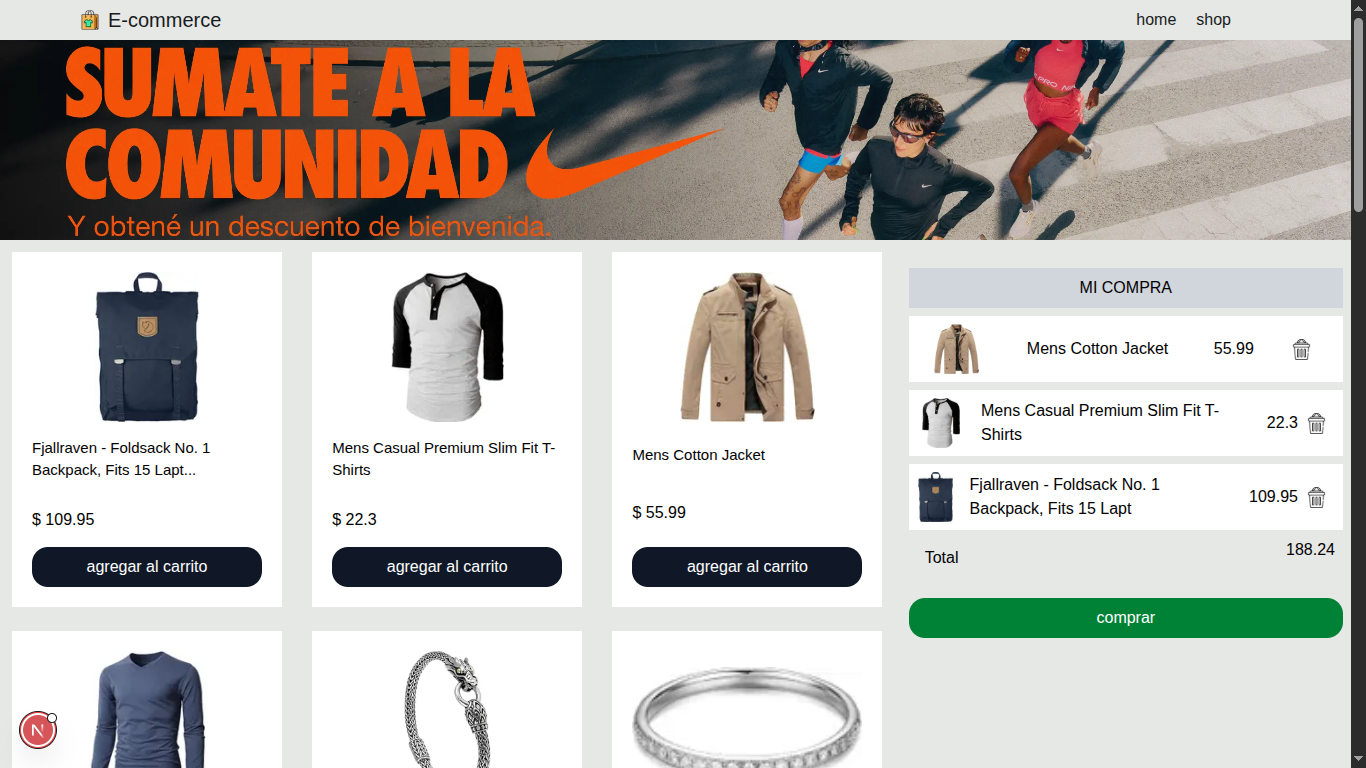 E-commerce
home
shop
SUMATE A LA
COMUNIDAD
Y obtené un descuento de bienvenida.
Fjallraven - Foldsack No. 1
Backpack, Fits 15 Lapt...
$ 109.95
agregar al carrito
Mens Casual Premium Slim Fit T-
Shirts
$ 22.3
agregar al carrito
Mens Cotton Jacket
$ 55.99
agregar al carrito
MI COMPRA
Mens Cotton Jacket
55.99
Mens Casual Premium Slim Fit T-
Shirts
22.3
Fjallraven - Foldsack No. 1
Backpack, Fits 15 Lapt
109.95
Total
188.24
comprar
N